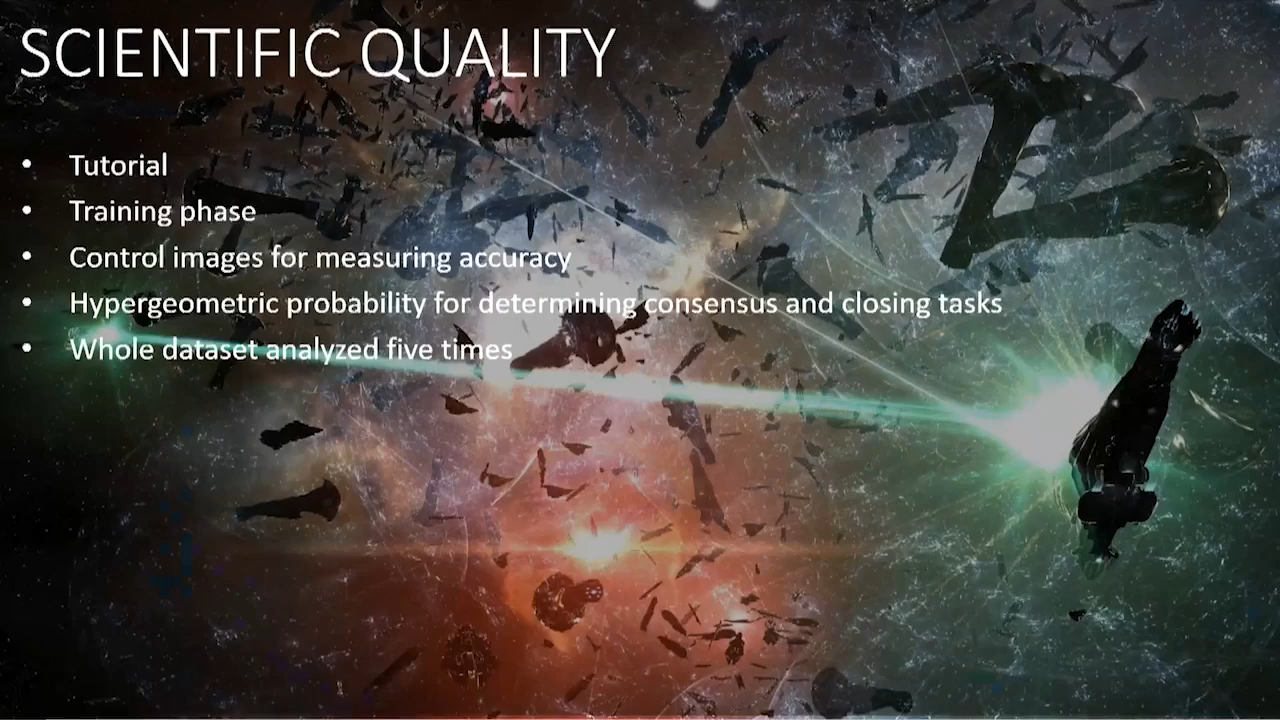 SCIENTIFIC QUALITY
• Tutorial
• Training phase
• Control images for measuring accuracy
• Hypergeometric probability for determining consensus and closing tasks
• Whole dataset analyzed five times